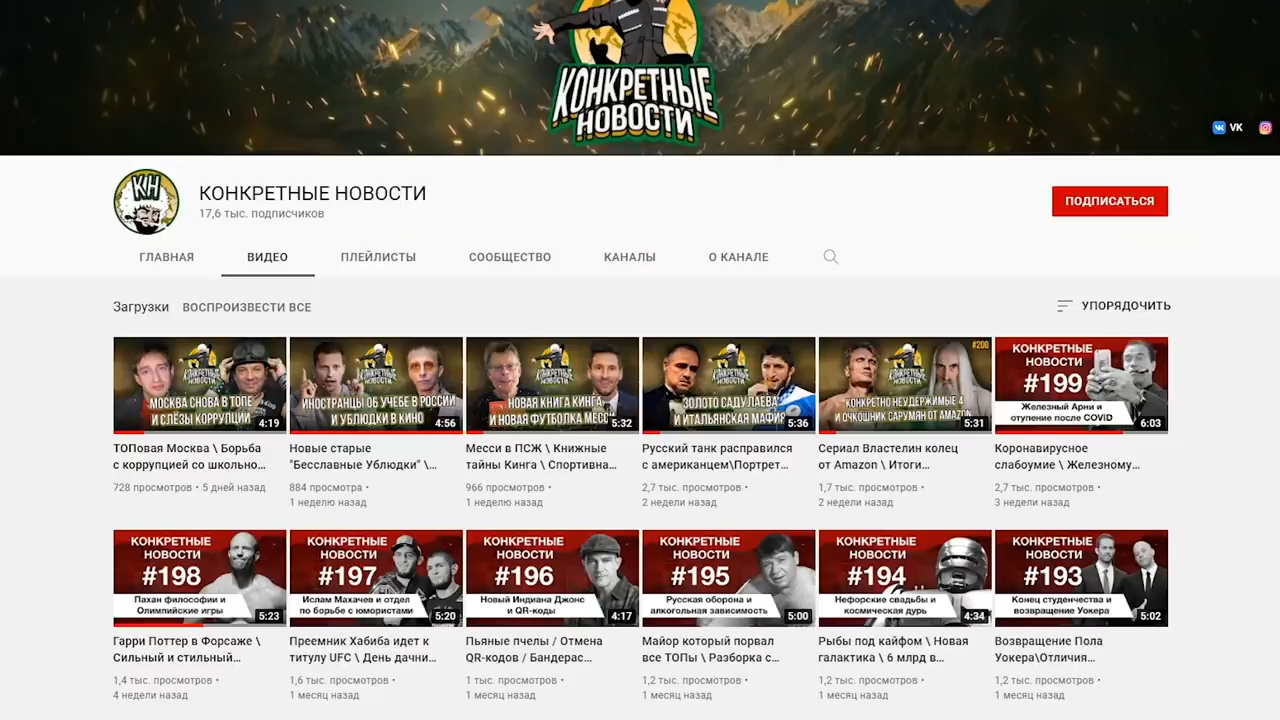 КОНКРЕТНЫЕ
НОВОСТИ
VK
КН
КОНКРЕТНЫЕ НОВОСТИ
17,6 тыс. подписчиков
ПОДПИСАТЬСЯ
ГЛАВНАЯ ВИДЕО ПЛЕЙЛИСТЫ СООБЩЕСТВО КАНАЛЫ О КАНАЛЕ
Загрузки ВОСПРОИЗВЕСТИ ВСЕ УПОРЯДОЧИТЬ
КОНКРЕТНЫЕ
НОВОСТИ
МОСКВА СНОВА В ТОПЕ
И СЛЁЗЫ КОРРУПЦИИ
4:19
ТОПовая Москва \ Борьба
с коррупцией со школьно...
728 просмотров • 5 дней назад
КОНКРЕТНЫЕ
НОВОСТИ
ИНОСТРАНЦЫ ОБ УЧЕБЕ В РОССИИ
И УБЛЮДКИ В КИНО
4:56
Новые старые
"Бесславные Ублюдки" \...
884 просмотра •
1 неделю назад
КОНКРЕТНЫЕ
НОВОСТИ
НОВАЯ КНИГА КИНГА
И НОВАЯ ФУТБОЛКА МЕССИ
5:32
Месси в ПСЖ \ Книжные
тайны Кинга \ Спортивна...
966 просмотров •
1 неделю назад
КОНКРЕТНЫЕ
НОВОСТИ
ЗОЛОТО САДУЛАЕВА
И ИТАЛЬЯНСКАЯ МАФИЯ
5:36
Русский танк расправился
с американцем\Портрет...
2,7 тыс. просмотров •
2 недели назад
#200
КОНКРЕТНЫЕ
НОВОСТИ
КОНКРЕТНО НЕУДЕРЖИМЫЕ 4
И ОЧКОШНИК САРУМЯН ОТ AMAZON
5:31
Сериал Властелин колец
от Amazon \ Итоги...
1,7 тыс. просмотров •
2 недели назад
КОНКРЕТНЫЕ
НОВОСТИ
#199
Железный Арни и
отупление после COVID
6:03
Коронавирусное
слабоумие \ Железному...
2,7 тыс. просмотров •
3 недели назад
КОНКРЕТНЫЕ
НОВОСТИ
#198
Пахан философии и
Олимпийские игры
5:23
Гарри Поттер в Форсаже \
Сильный и стильный...
1,4 тыс. просмотров •
4 недели назад
КОНКРЕТНЫЕ
НОВОСТИ
#197
Ислам Махачев и отдел
по борьбе с юмористами
5:20
Преемник Хабиба идет к
титулу UFC \ День дачни...
1,6 тыс. просмотров •
1 месяц назад
КОНКРЕТНЫЕ
НОВОСТИ
#196
Новый Индиана Джонс
и QR-коды
4:17
Пьяные пчелы / Отмена
QR-кодов / Бандерас...
1 тыс. просмотров •
1 месяц назад
КОНКРЕТНЫЕ
НОВОСТИ
#195
Русская оборона и
алкогольная зависимость
5:00
Майор который порвал
все ТОПы \ Разборка с...
1,2 тыс. просмотров •
1 месяц назад
КОНКРЕТНЫЕ
НОВОСТИ
#194
Нефорские свадьбы и
космическая дурь
4:34
Рыбы под кайфом \ Новая
галактика \ 6 млрд в...
1,2 тыс. просмотров •
1 месяц назад
КОНКРЕТНЫЕ
НОВОСТИ
#193
Конец студенчества и
возвращение Уокера
5:02
Возвращение Пола
Уокера\Отличия...
1,2 тыс. просмотров •
1 месяц назад